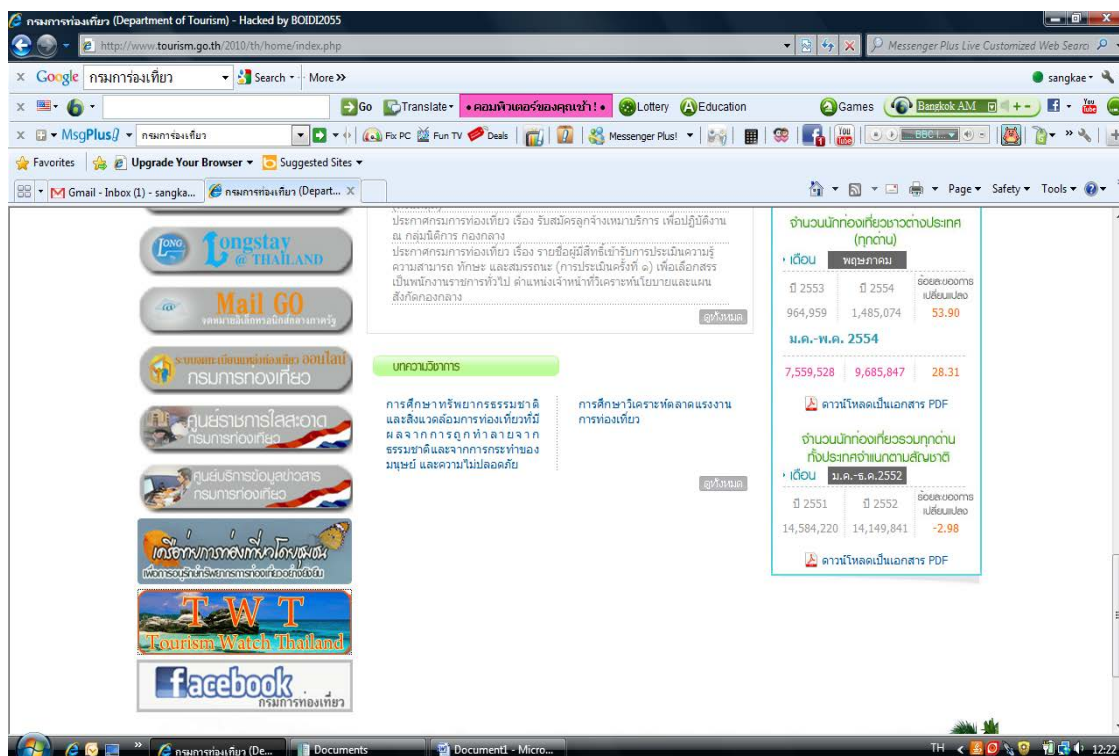 กรมการท่องเที่ยว (Department of Tourism) - Hacked by BOIDI2055
http://www.tourism.go.th/2010/th/home/index.php
Messenger Plus Live Customized Web Searc
Google กรมการท่องเที่ยว Search More >>
sangkae
Go Translate • คอมพิวเตอร์ของคุณช้า ! • Lottery Education Games Bangkok AM
MsgPlus! กรมการท่องเที่ยว Fix PC Fun TV Deals Messenger Plus!
Favorites Upgrade Your Browser Suggested Sites
Gmail - Inbox (1) - sangka... กรมการท่องเที่ยว (Depart... X
Page Safety Tools
Longstay
@ THAILAND
Mail GO
จดหมายอิเล็กทรอนิกส์กลางภาครัฐ
ออนไลน์
กรมการท่องเที่ยว
ศูนย์ราชการใสสะอาด
กรมการท่องเที่ยว
ศูนย์บริการข้อมูลข่าวสาร
กรมการท่องเที่ยว
เครือข่ายการท่องเที่ยวโดยชุมชน
เพื่อการอนุรักษ์ทรัพยากรการท่องเที่ยวอย่างยั่งยืน
T W T
Tourism Watch Thailand
facebook
กรมการท่องเที่ยว
ประกาศกรมการท่องเที่ยว เรื่อง รับสมัครลูกจ้างเหมาบริการ เพื่อปฏิบัติงาน
ณ กลุ่มนิติการ กองกลาง
ประกาศกรมการท่องเที่ยว เรื่อง รายชื่อผู้มีสิทธิ์เข้ารับการประเมินความรู้
ความสามารถ ทักษะ และสมรรถนะ (การประเมินครั้งที่ ๑) เพื่อเลือกสรร
เป็นพนักงานราชการทั่วไป ตำแหน่งเจ้าหน้าที่วิเคราะห์นโยบายและแผน
สังกัดกองกลาง
ดูทั้งหมด
บทความวิชาการ
การศึกษาทรัพยากรธรรมชาติ
และสิ่งแวดล้อมการท่องเที่ยวที่มี
ผลจากการถูกทำลายจาก
ธรรมชาติและจากการกระทำของ
มนุษย์ และความไม่ปลอดภัย
การศึกษาวิเคราะห์ตลาดแรงงาน
การท่องเที่ยว
ดูทั้งหมด
จำนวนนักท่องเที่ยวชาวต่างประเทศ
(ทุกด่าน)
เดือน พฤษภาคม
ปี 2553 ปี 2554 ร้อยละของการเปลี่ยนแปลง
964,959 1,485,074 53.90
ม.ค.-พ.ค. 2554
7,559,528 9,685,847 28.31
ดาวน์โหลดเป็นเอกสาร PDF
จำนวนนักท่องเที่ยวรวมทุกด่าน
ทั้งประเทศจำแนกตามสัญชาติ
เดือน ม.ค.-ธ.ค.2552
ปี 2551 ปี 2552 ร้อยละของการเปลี่ยนแปลง
14,584,220 14,149,841 -2.98
ดาวน์โหลดเป็นเอกสาร PDF
กรมการท่องเที่ยว (De... Documents Document1 - Micro... TH 12:22